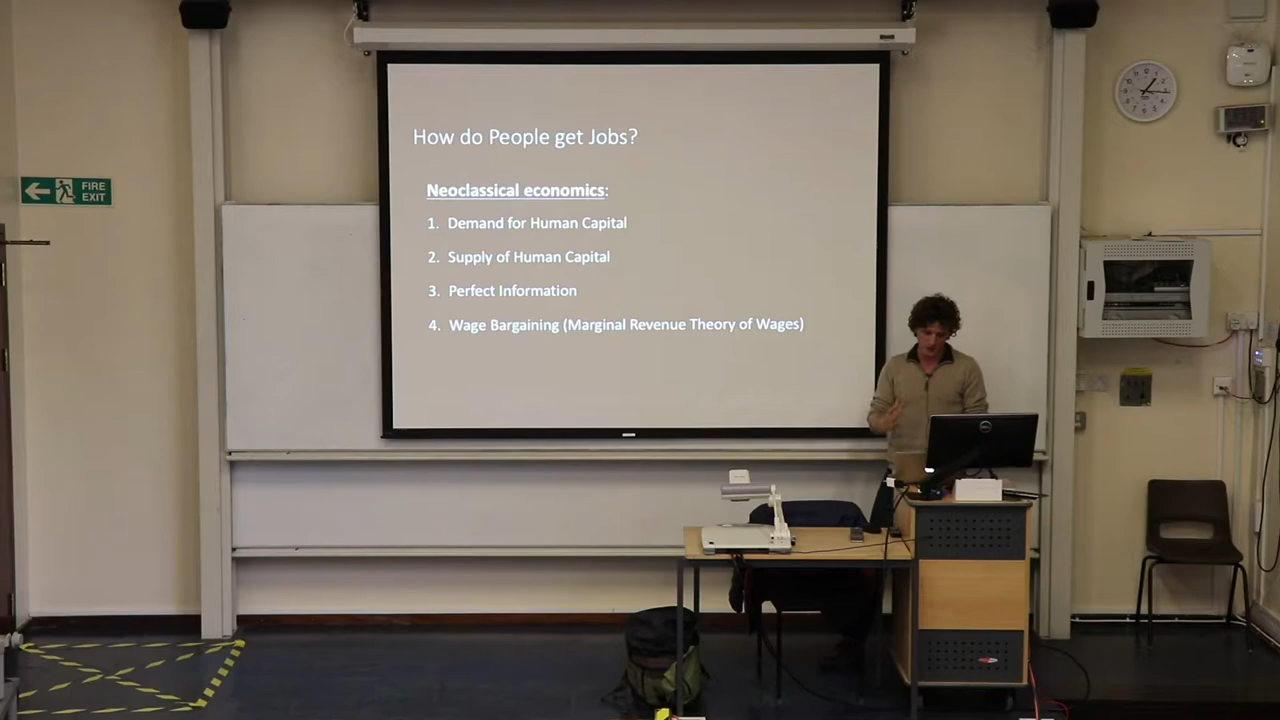 How do People get Jobs?
Neoclassical economics:
1. Demand for Human Capital
2. Supply of Human Capital
3. Perfect Information
4. Wage Bargaining (Marginal Revenue Theory of Wages)
FIRE
EXIT
DELL